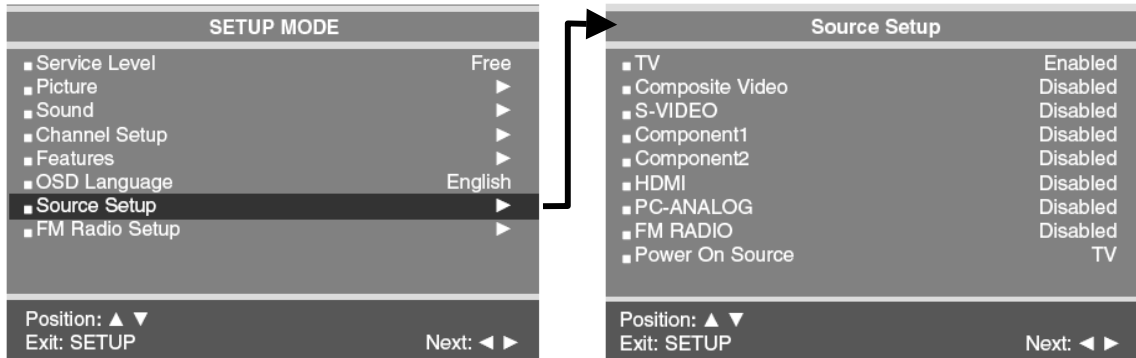 SETUP MODE
Service Level Free
Picture ►
Sound ►
Channel Setup ►
Features ►
OSD Language English
Source Setup ►
FM Radio Setup ►
Position: ▲ ▼
Exit: SETUP Next: ◄ ►
Source Setup
TV Enabled
Composite Video Disabled
S-VIDEO Disabled
Component1 Disabled
Component2 Disabled
HDMI Disabled
PC-ANALOG Disabled
FM RADIO Disabled
Power On Source TV
Position: ▲ ▼
Exit: SETUP Next: ◄ ►